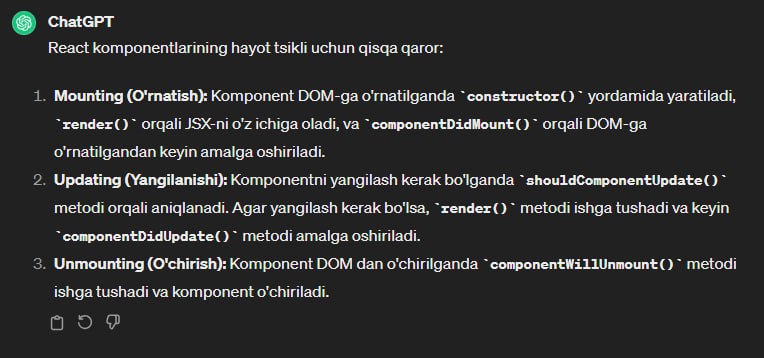 ChatGPT
React komponentlarining hayot tsikli uchun qisqa qaror:
1. Mounting (O'rnatish): Komponent DOM-ga o'rnatilganda `constructor()` yordamida yaratiladi,
`render()` orqali JSX-ni o'z ichiga oladi, va `componentDidMount()` orqali DOM-ga
o'rnatilgandan keyin amalga oshiriladi.
2. Updating (Yangilanishi): Komponentni yangilash kerak bo'lganda `shouldComponentUpdate()`
metodi orqali aniqlanadi. Agar yangilash kerak bo'lsa, `render()` metodi ishga tushadi va keyin
`componentDidUpdate()` metodi amalga oshiriladi.
3. Unmounting (O'chirish): Komponent DOM dan o'chirilganda `componentWillUnmount()` metodi
ishga tushadi va komponent o'chiriladi.